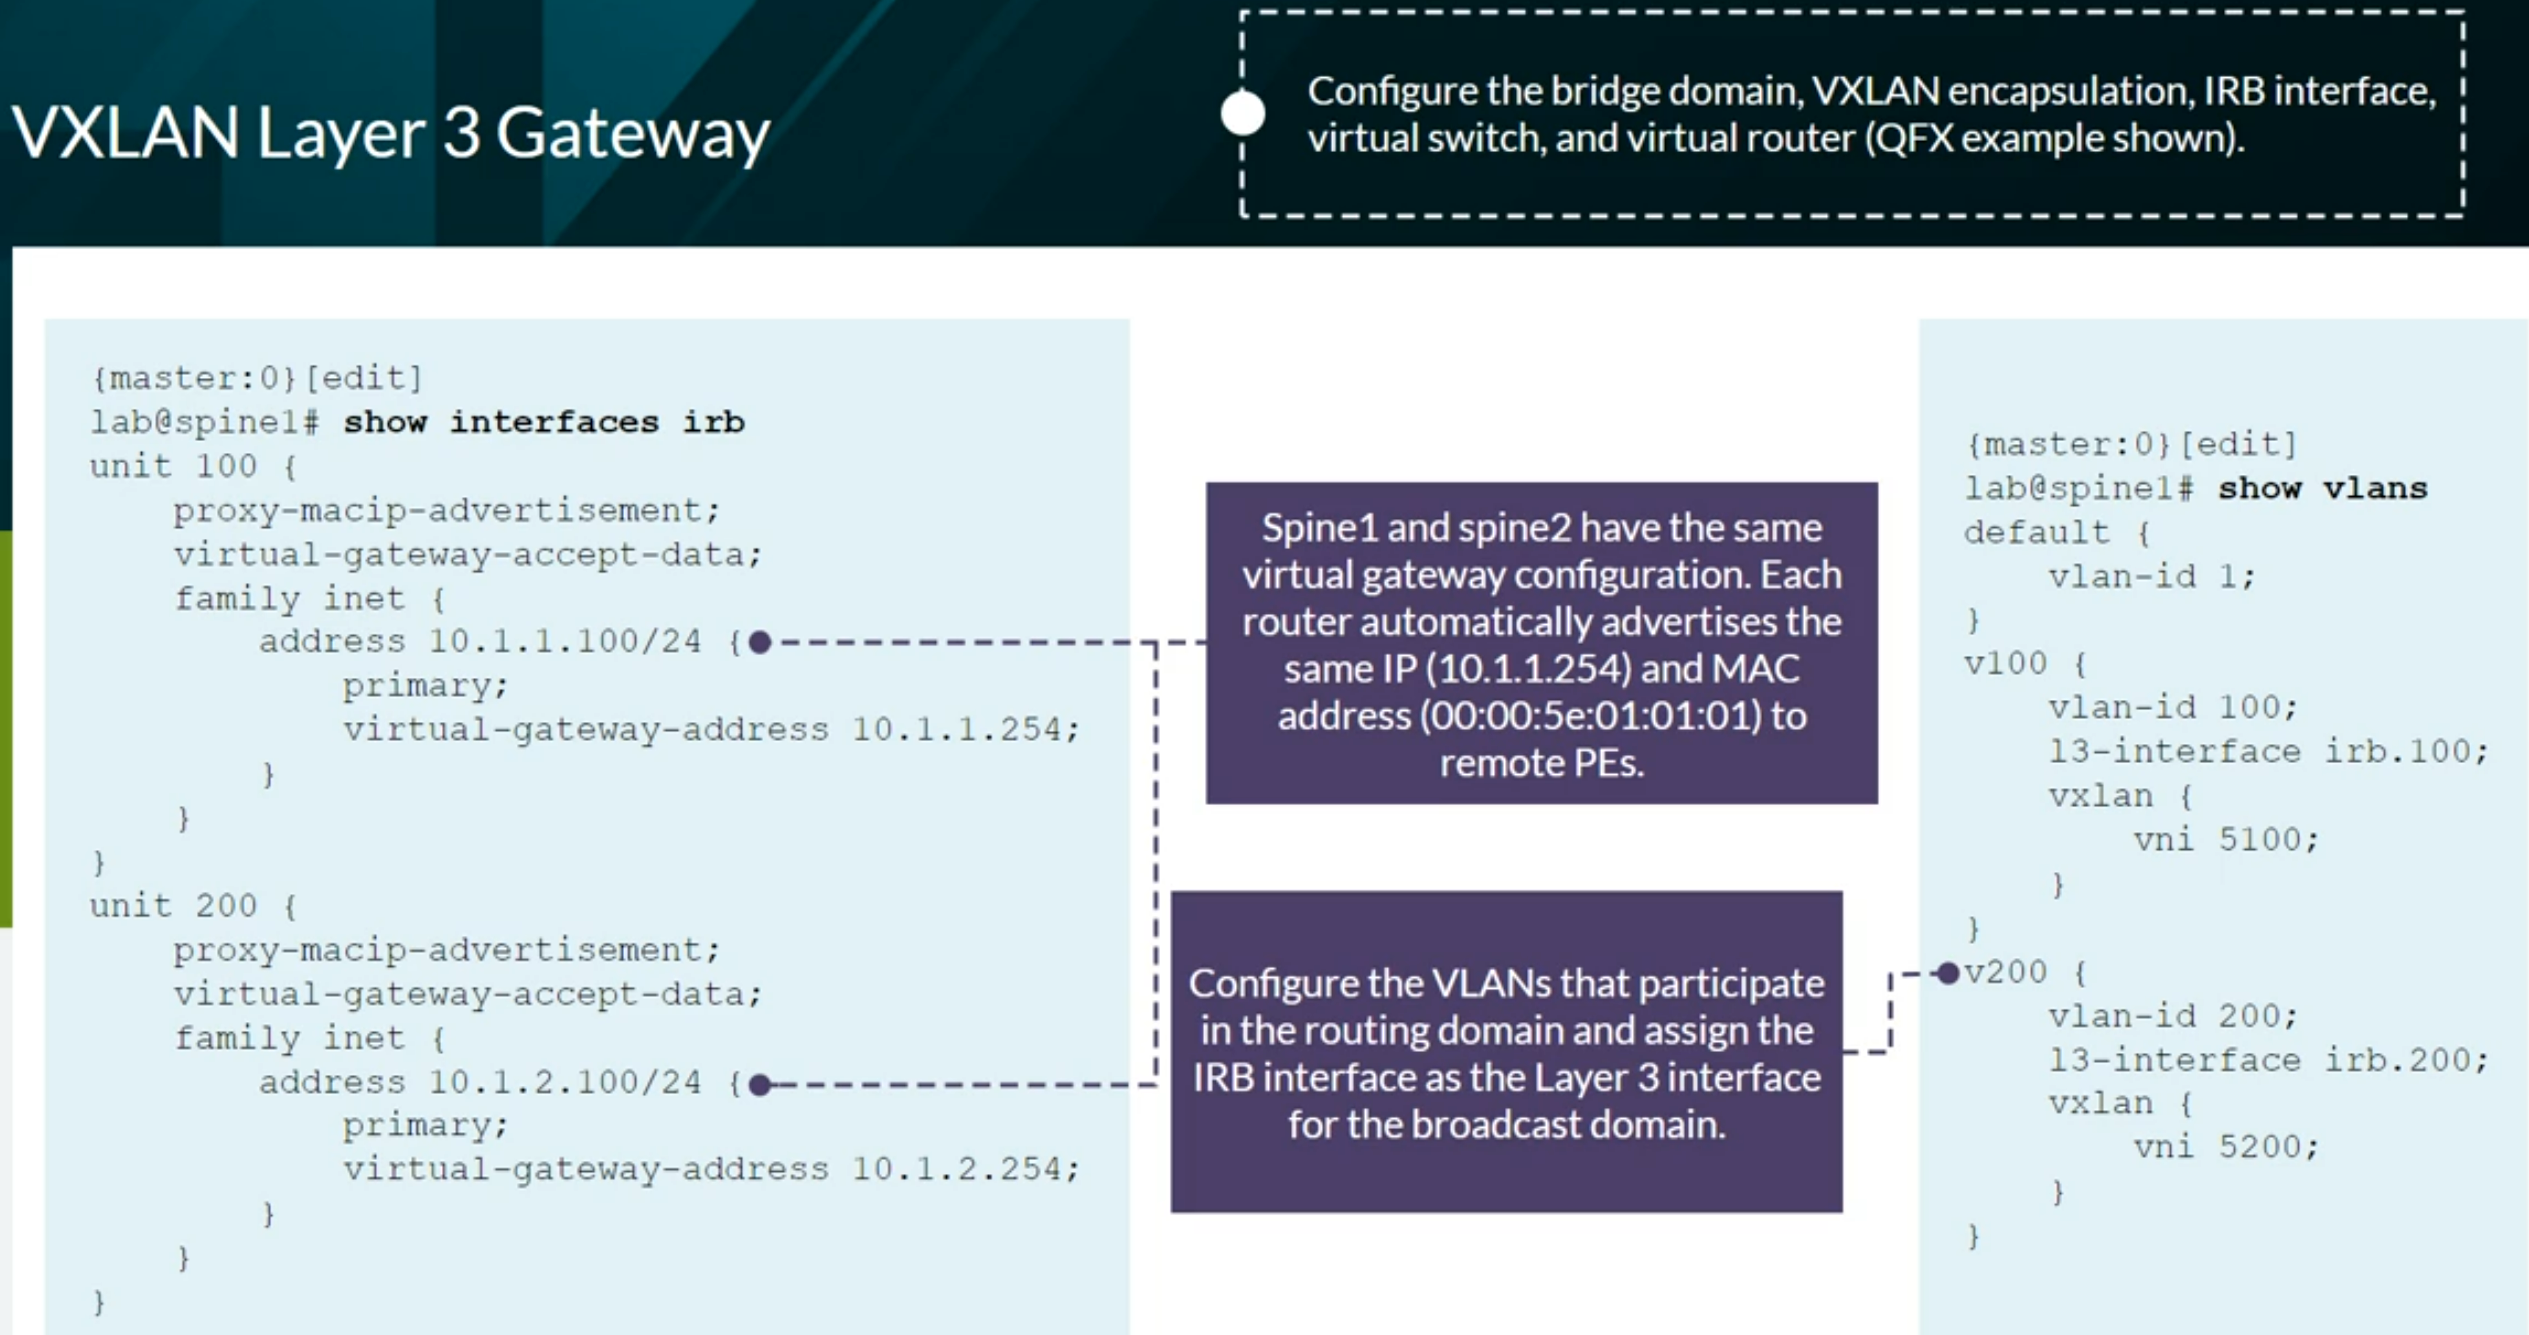 VXLAN Layer 3 Gateway
Configure the bridge domain, VXLAN encapsulation, IRB interface,
virtual switch, and virtual router (QFX example shown).
{master:0}[edit]
lab@spine1# show interfaces irb
unit 100 {
proxy-macip-advertisement;
virtual-gateway-accept-data;
family inet {
address 10.1.1.100/24 {
primary;
virtual-gateway-address 10.1.1.254;
}
}
}
unit 200 {
proxy-macip-advertisement;
virtual-gateway-accept-data;
family inet {
address 10.1.2.100/24 {
primary;
virtual-gateway-address 10.1.2.254;
}
}
}
Spine1 and spine2 have the same
virtual gateway configuration. Each
router automatically advertises the
same IP (10.1.1.254) and MAC
address (00:00:5e:01:01:01) to
remote PEs.
Configure the VLANs that participate
in the routing domain and assign the
IRB interface as the Layer 3 interface
for the broadcast domain.
{master:0}[edit]
lab@spine1# show vlans
default {
vlan-id 1;
}
v100 {
vlan-id 100;
l3-interface irb.100;
vxlan {
vni 5100;
}
}
v200 {
vlan-id 200;
l3-interface irb.200;
vxlan {
vni 5200;
}
}